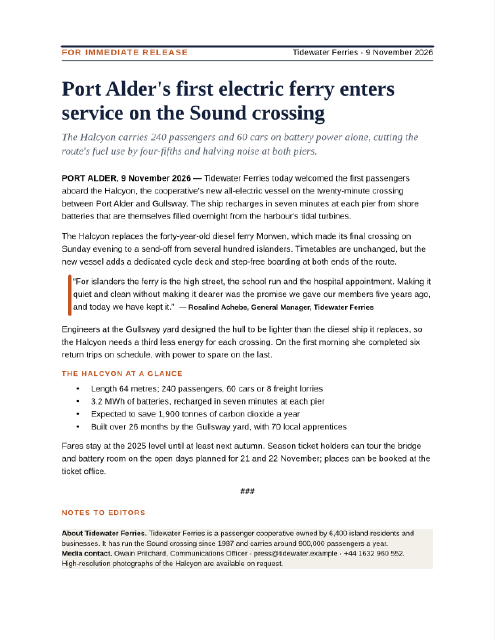 FOR IMMEDIATE RELEASE Tidewater Ferries · 9 November 2026
Port Alder's first electric ferry enters
service on the Sound crossing
The Halcyon carries 240 passengers and 60 cars on battery power alone, cutting the
route's fuel use by four-fifths and halving noise at both piers.
PORT ALDER, 9 November 2026 — Tidewater Ferries today welcomed the first passengers
aboard the Halcyon, the cooperative's new all-electric vessel on the twenty-minute crossing
between Port Alder and Gullsway. The ship recharges in seven minutes at each pier from shore
batteries that are themselves filled overnight from the harbour's tidal turbines.
The Halcyon replaces the forty-year-old diesel ferry Morwen, which made its final crossing on
Sunday evening to a send-off from several hundred islanders. Timetables are unchanged, but the
new vessel adds a dedicated cycle deck and step-free boarding at both ends of the route.
"For islanders the ferry is the high street, the school run and the hospital appointment. Making it
quiet and clean without making it dearer was the promise we gave our members five years ago,
and today we have kept it." — Rosalind Achebe, General Manager, Tidewater Ferries
Engineers at the Gullsway yard designed the hull to be lighter than the diesel ship it replaces, so
the Halcyon needs a third less energy for each crossing. On the first morning she completed six
return trips on schedule, with power to spare on the last.
THE HALCYON AT A GLANCE
• Length 64 metres; 240 passengers, 60 cars or 8 freight lorries
• 3.2 MWh of batteries, recharged in seven minutes at each pier
• Expected to save 1,900 tonnes of carbon dioxide a year
• Built over 26 months by the Gullsway yard, with 70 local apprentices
Fares stay at the 2025 level until at least next autumn. Season ticket holders can tour the bridge
and battery room on the open days planned for 21 and 22 November; places can be booked at the
ticket office.
###
NOTES TO EDITORS
About Tidewater Ferries. Tidewater Ferries is a passenger cooperative owned by 6,400 island residents and
businesses. It has run the Sound crossing since 1987 and carries around 900,000 passengers a year.
Media contact. Owain Pritchard, Communications Officer · press@tidewater.example · +44 1632 960 552.
High-resolution photographs of the Halcyon are available on request.